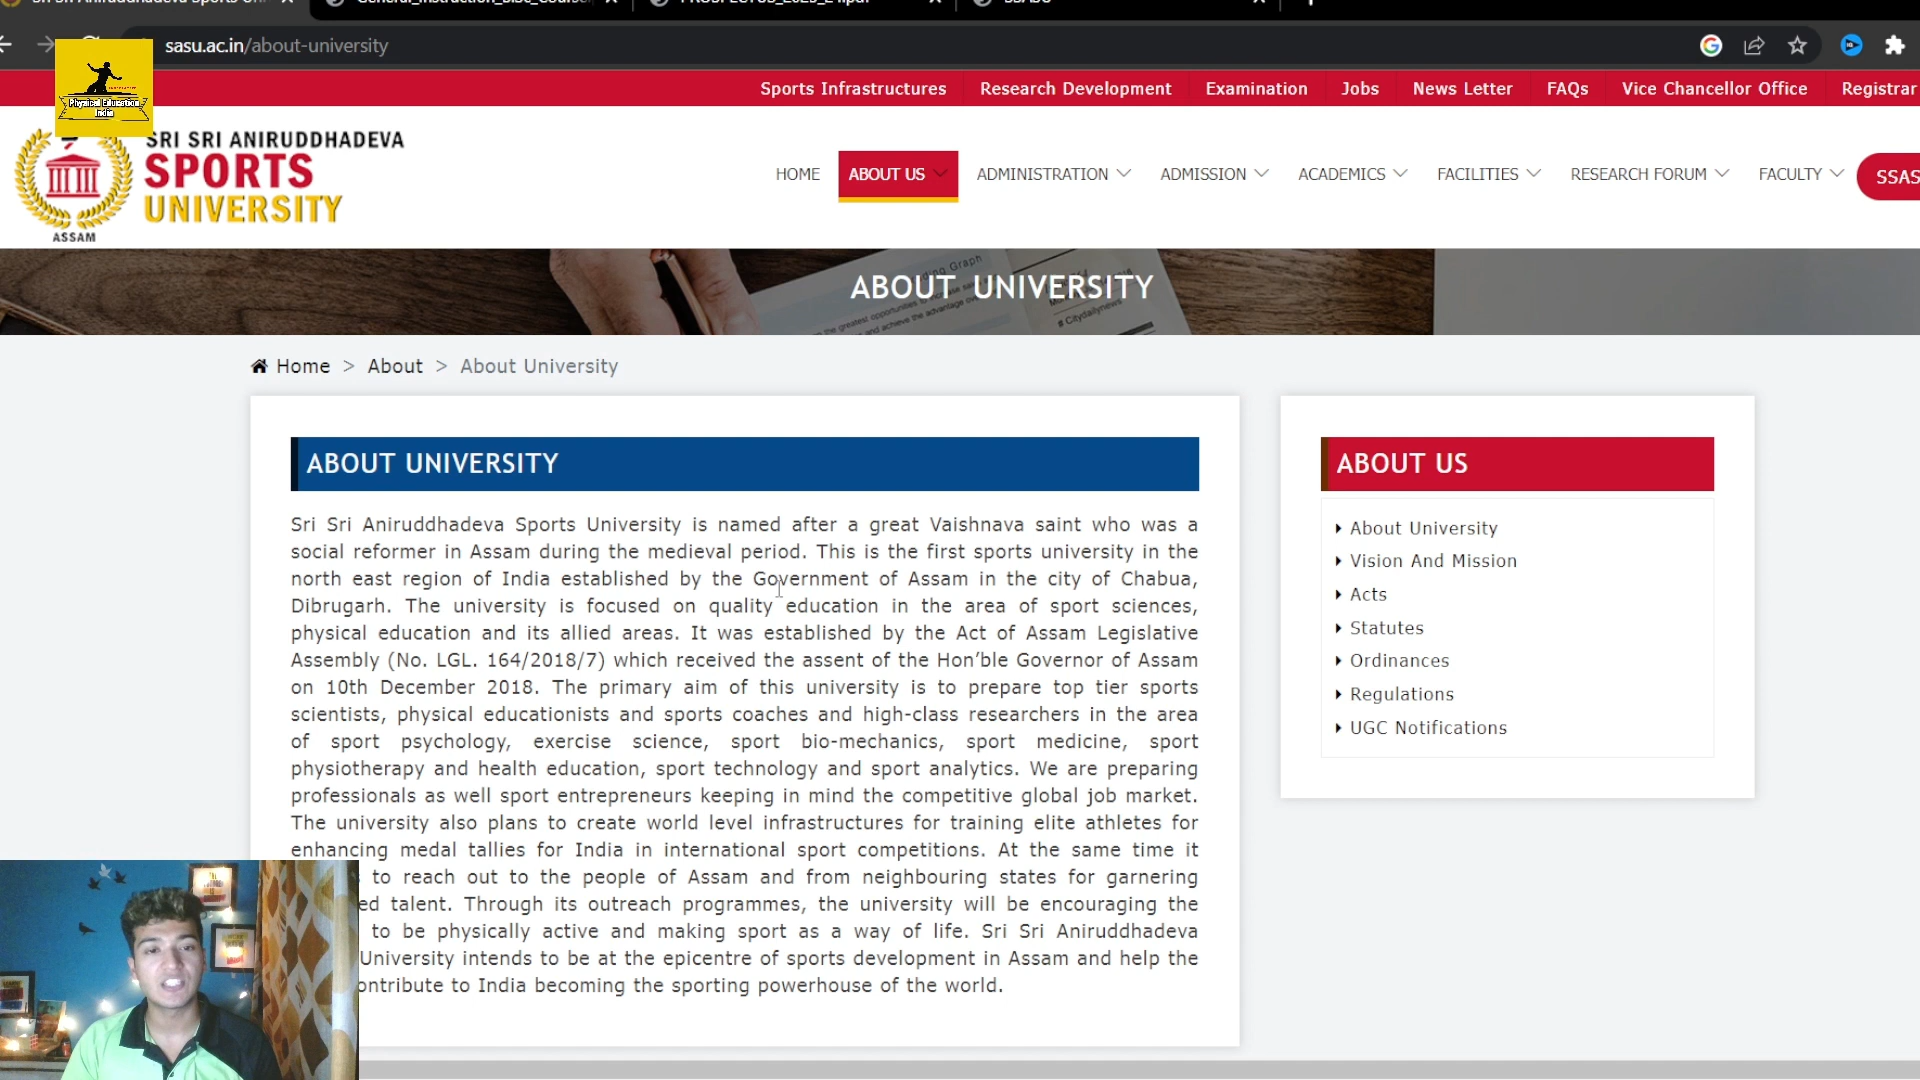 sasu.ac.in/about-university
Physical Education
India
Sports Infrastructures Research Development Examination Jobs News Letter FAQs Vice Chancellor Office Registrar
SRI SRI ANIRUDDHADEVA
SPORTS
UNIVERSITY
ASSAM
HOME ABOUT US ADMINISTRATION ADMISSION ACADEMICS FACILITIES RESEARCH FORUM FACULTY SSAS
ABOUT UNIVERSITY
Home > About > About University
ABOUT UNIVERSITY
Sri Sri Aniruddhadeva Sports University is named after a great Vaishnava saint who was a
social reformer in Assam during the medieval period. This is the first sports university in the
north east region of India established by the Government of Assam in the city of Chabua,
Dibrugarh. The university is focused on quality education in the area of sport sciences,
physical education and its allied areas. It was established by the Act of Assam Legislative
Assembly (No. LGL. 164/2018/7) which received the assent of the Hon’ble Governor of Assam
on 10th December 2018. The primary aim of this university is to prepare top tier sports
scientists, physical educationists and sports coaches and high-class researchers in the area
of sport psychology, exercise science, sport bio-mechanics, sport medicine, sport
physiotherapy and health education, sport technology and sport analytics. We are preparing
professionals as well sport entrepreneurs keeping in mind the competitive global job market.
The university also plans to create world level infrastructures for training elite athletes for
enhancing medal tallies for India in international sport competitions. At the same time it
to reach out to the people of Assam and from neighbouring states for garnering
ed talent. Through its outreach programmes, the university will be encouraging the
to be physically active and making sport as a way of life. Sri Sri Aniruddhadeva
University intends to be at the epicentre of sports development in Assam and help the
ontribute to India becoming the sporting powerhouse of the world.
ABOUT US
About University
Vision And Mission
Acts
Statutes
Ordinances
Regulations
UGC Notifications